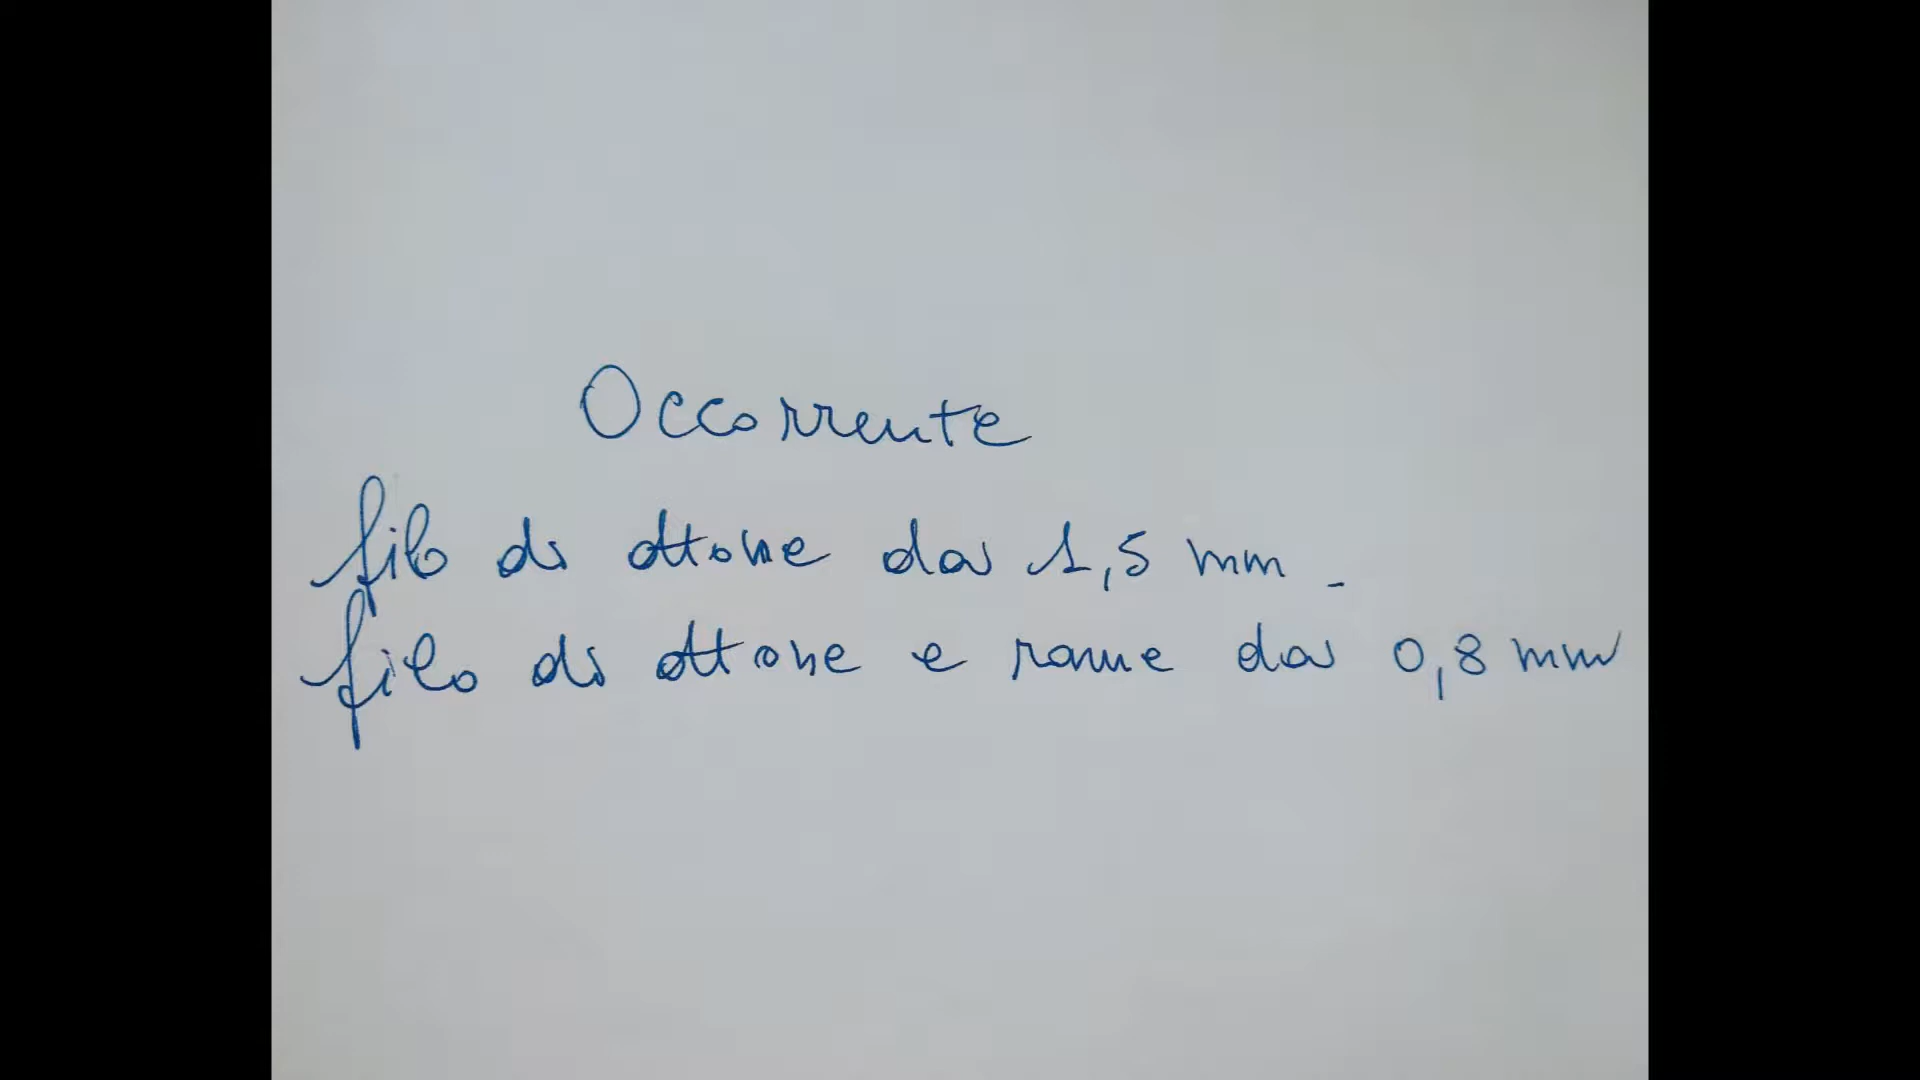 Occorrente
filo di ottone da 1,5 mm.
filo di ottone e rame da 0,8 mm